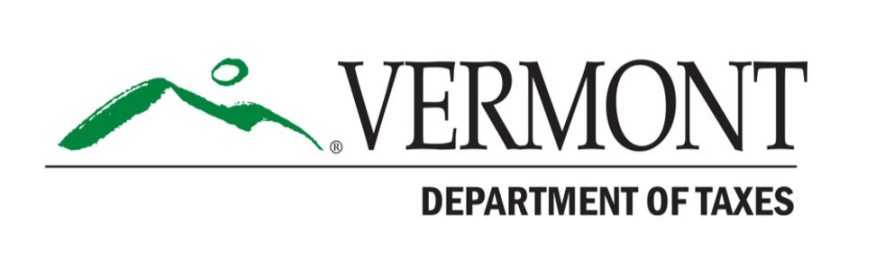 ® VERMONT
DEPARTMENT OF TAXES